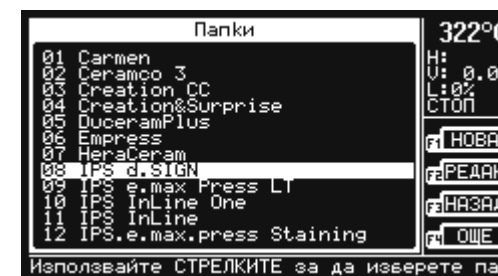 Папки
01 Carmen
02 Ceramco 3
03 Creation CC
04 Creation&Surprise
05 DuceramPlus
06 Empress
07 HeraCeram
08 IPS d.SIGN
09 IPS e.max Press LT
10 IPS InLine One
11 IPS InLine
12 IPS.e.max.press Staining
322°
H:
V: 0.0
L:0%
СТОП
F1 НОВА
F2 РЕДАК
F3 НАЗАД
F4 ОЩЕ
Използвайте СТРЕЛКИТЕ за да изберете па